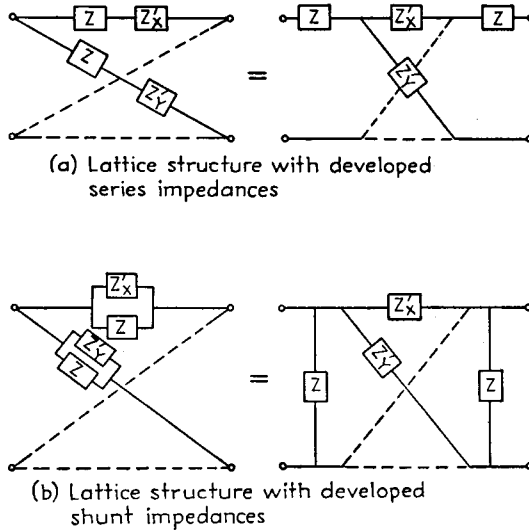 Z Z'X Z Z'X Z
Z
Z'Y Z'Y
=
(a) Lattice structure with developed
series impedances
Z'X
Z Z'X
Z'Y Z'Y
Z Z Z
=
(b) Lattice structure with developed
shunt impedances